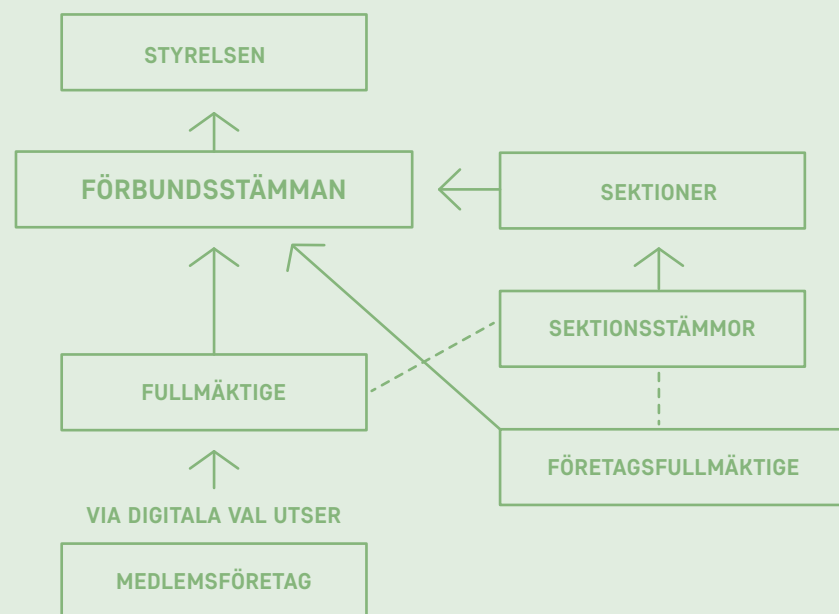 STYRELSEN
FÖRBUNDSSTÄMMAN
SEKTIONER
SEKTIONSSTÄMMOR
FULLMÄKTIGE
FÖRETAGSFULLMÄKTIGE
VIA DIGITALA VAL UTSER
MEDLEMSFÖRETAG